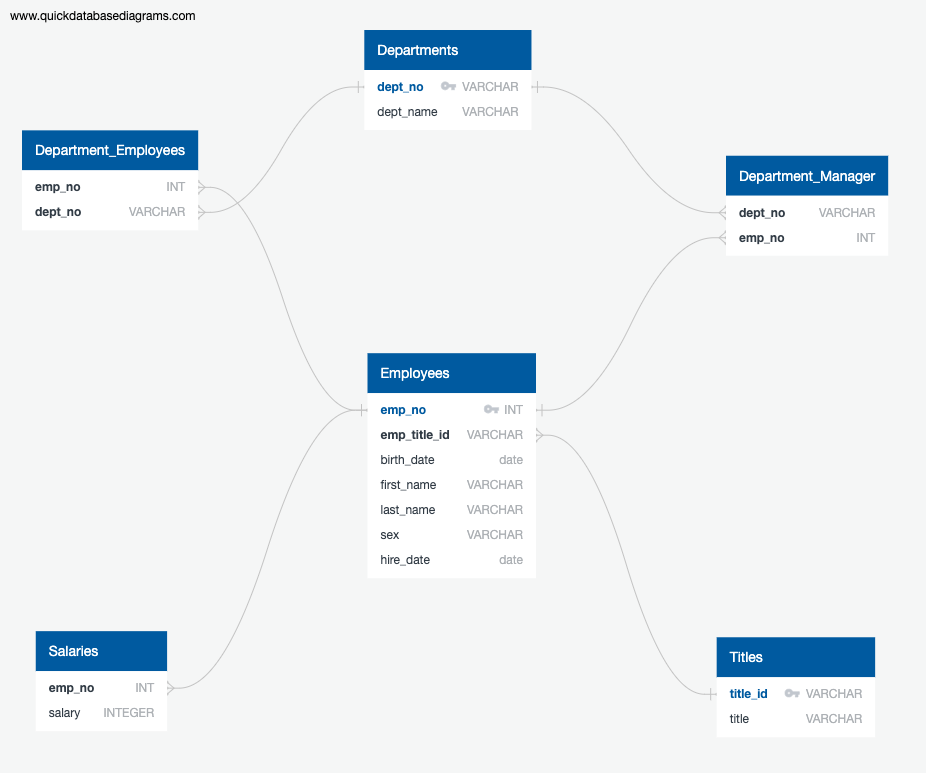 www.quickdatabasediagrams.com
Departments
dept_no VARCHAR
dept_name VARCHAR
Department_Employees
emp_no INT
dept_no VARCHAR
Department_Manager
dept_no VARCHAR
emp_no INT
Employees
emp_no INT
emp_title_id VARCHAR
birth_date date
first_name VARCHAR
last_name VARCHAR
sex VARCHAR
hire_date date
Salaries
emp_no INT
salary INTEGER
Titles
title_id VARCHAR
title VARCHAR